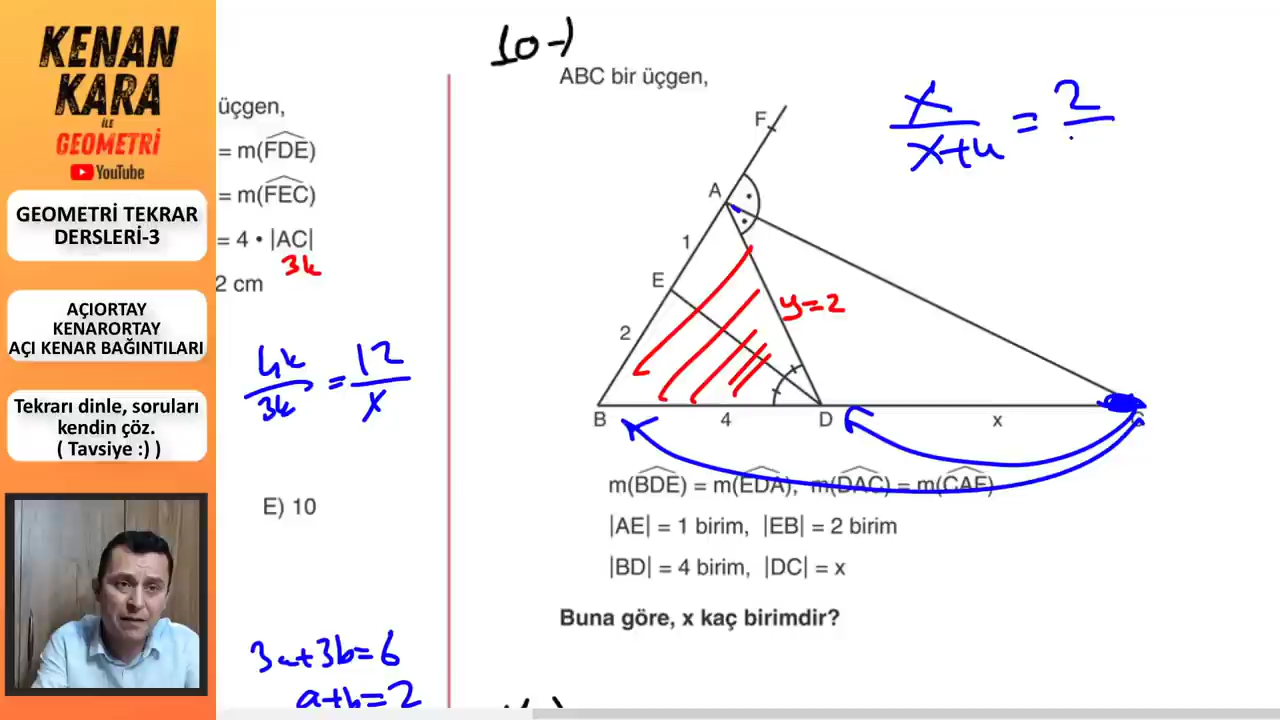 KENAN
KARA
İLE
GEOMETRİ
YouTube
GEOMETRİ TEKRAR
DERSLERİ-3
AÇIORTAY
KENARORTAY
AÇI KENAR BAĞINTILARI
Tekrarı dinle, soruları
kendin çöz.
( Tavsiye :) )
üçgen,
= m(FDE)
= m(FEC)
= 4 • |AC|
3k
2 cm
4k/3k = 12/x
E) 10
3a+3b=6
a+b=2
10-)
ABC bir üçgen,
x/x+4 = 2/
F
A
1
E
y=2
2
B
4
D
x
C
m(BDE) = m(EDA), m(DAC) = m(CAF)
|AE| = 1 birim, |EB| = 2 birim
|BD| = 4 birim, |DC| = x
Buna göre, x kaç birimdir?